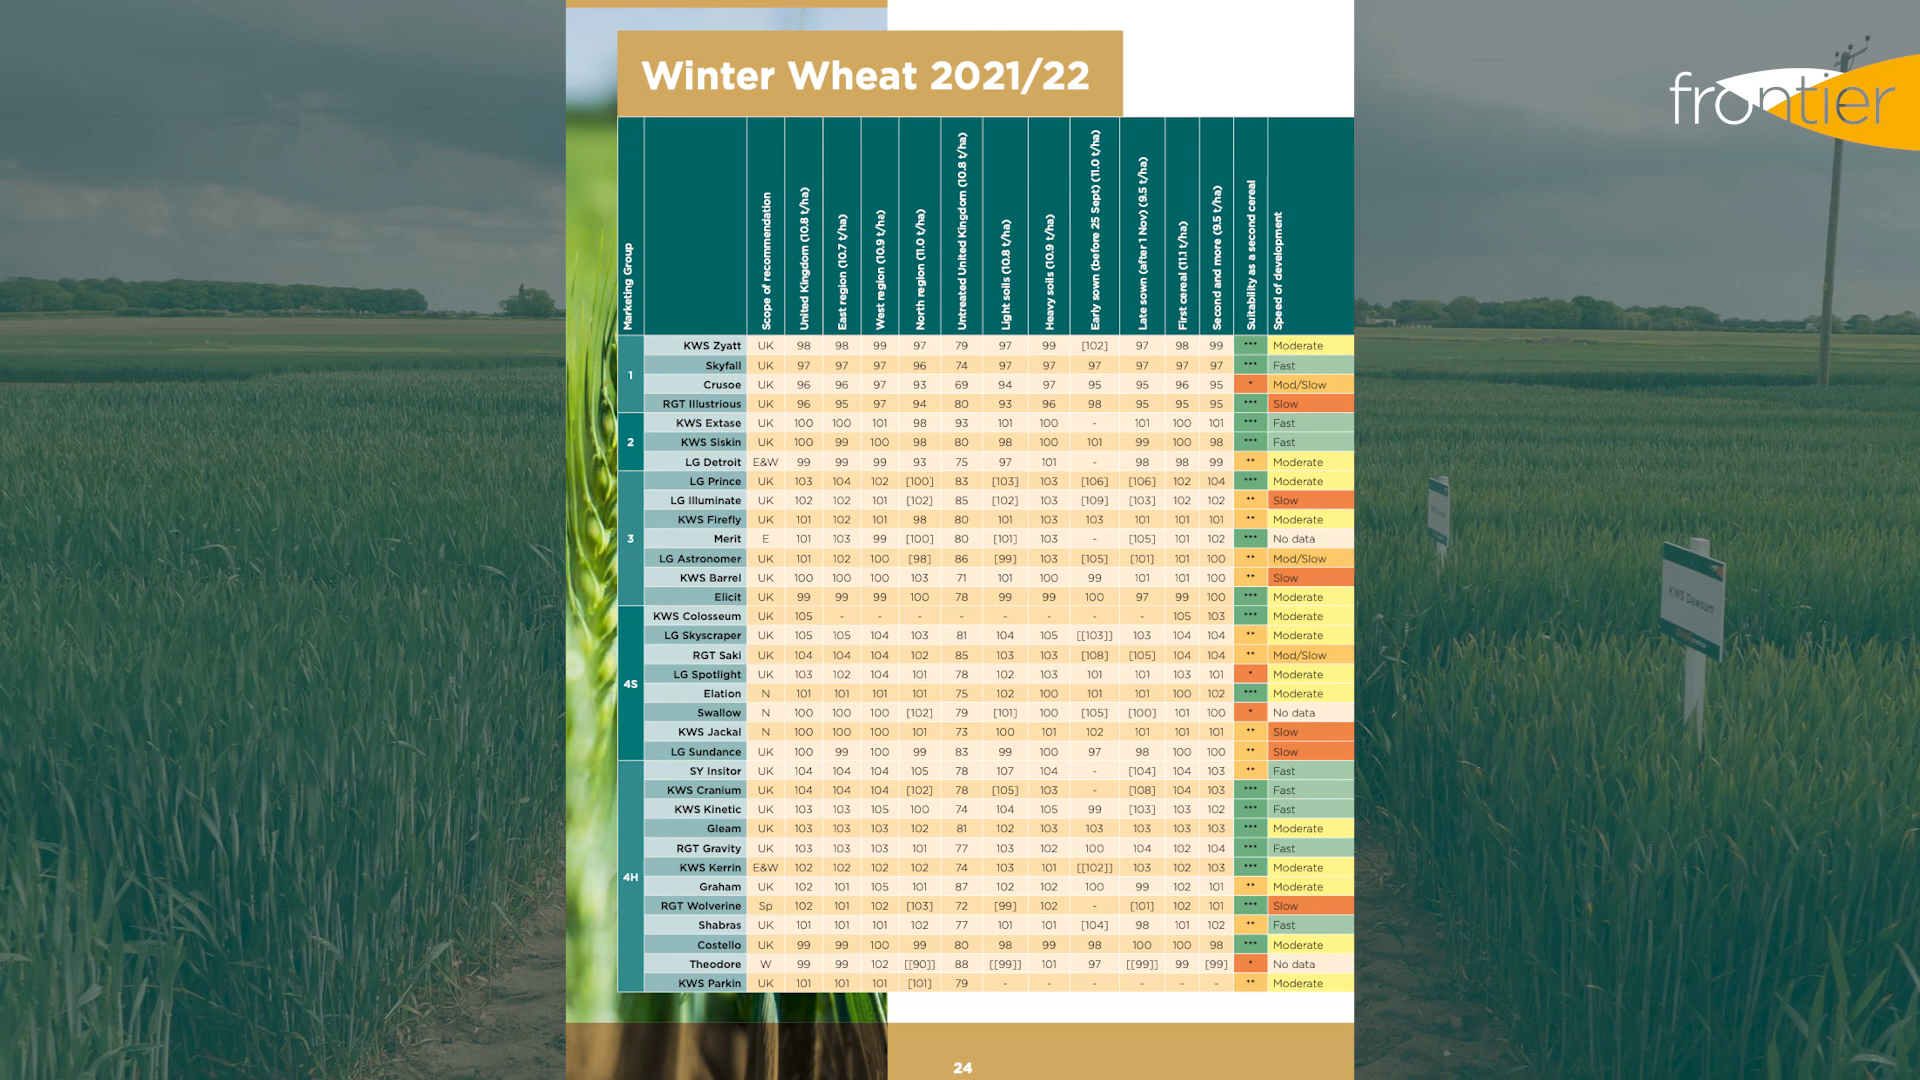 Winter Wheat 2021/22
frontier
Marketing Group
Scope of recommendation
United Kingdom (10.8 t/ha)
East region (10.7 t/ha)
West region (10.9 t/ha)
North region (11.0 t/ha)
Untreated United Kingdom (10.8 t/ha)
Light soils (10.8 t/ha)
Heavy soils (10.9 t/ha)
Early sown (before 25 Sept) (11.0 t/ha)
Late sown (after 1 Nov) (9.5 t/ha)
First cereal (11.1 t/ha)
Second and more (9.5 t/ha)
Suitability as a second cereal
Speed of development
1
KWS Zyatt UK 98 98 99 97 79 97 99 [102] 97 98 99 *** Moderate
Skyfall UK 97 97 97 96 74 97 97 97 97 97 97 *** Fast
Crusoe UK 96 96 97 93 69 94 97 95 95 96 95 * Mod/Slow
RGT Illustrious UK 96 95 97 94 80 93 96 98 95 95 95 *** Slow
2
KWS Extase UK 100 100 101 98 93 101 100 - 101 100 101 *** Fast
KWS Siskin UK 100 99 100 98 80 98 100 101 99 100 98 *** Fast
LG Detroit E&W 99 99 99 93 75 97 101 - 98 98 99 ** Moderate
3
LG Prince UK 103 104 102 [100] 83 [103] 103 [106] [106] 102 104 *** Moderate
LG Illuminate UK 102 102 101 [102] 85 [102] 103 [109] [103] 102 102 ** Slow
KWS Firefly UK 101 102 101 98 80 101 103 103 101 101 101 ** Moderate
Merit E 101 103 99 [100] 80 [101] 103 - [105] 101 102 *** No data
LG Astronomer UK 101 102 100 [98] 86 [99] 103 [105] [101] 101 100 ** Mod/Slow
KWS Barrel UK 100 100 100 103 71 101 100 99 101 101 100 ** Slow
Elicit UK 99 99 99 100 78 99 99 100 97 99 100 *** Moderate
4S
KWS Colosseum UK 105 - - - - - - - - 105 103 *** Moderate
LG Skyscraper UK 105 105 104 103 81 104 105 [[103]] 103 104 104 ** Moderate
RGT Saki UK 104 104 104 102 85 103 103 [108] [105] 104 104 ** Mod/Slow
LG Spotlight UK 103 102 104 101 78 102 103 101 101 103 101 * Moderate
Elation N 101 101 101 101 75 102 100 101 101 100 102 *** Moderate
Swallow N 100 100 100 [102] 79 [101] 100 [105] [100] 101 100 * No data
KWS Jackal N 100 100 100 101 73 100 101 102 101 101 101 ** Slow
LG Sundance UK 100 99 100 99 83 99 100 97 98 100 100 ** Slow
4H
SY Insitor UK 104 104 104 105 78 107 104 - [104] 104 103 ** Fast
KWS Cranium UK 104 104 104 [102] 78 [105] 103 - [108] 104 103 *** Fast
KWS Kinetic UK 103 103 105 100 74 104 105 99 [103] 103 102 *** Fast
Gleam UK 103 103 103 102 81 102 103 103 103 103 103 *** Moderate
RGT Gravity UK 103 103 103 101 77 103 102 100 104 102 104 *** Fast
KWS Kerrin E&W 102 102 102 102 74 103 101 [[102]] 103 102 103 *** Moderate
Graham UK 102 101 105 101 87 102 102 100 99 102 101 ** Moderate
RGT Wolverine Sp 102 101 102 [103] 72 [99] 102 - [101] 102 101 *** Slow
Shabras UK 101 101 101 102 77 101 101 [104] 98 101 102 ** Fast
Costello UK 99 99 100 99 80 98 99 98 100 100 98 *** Moderate
Theodore W 99 99 102 [[90]] 88 [[99]] 101 97 [[99]] 99 [99] * No data
KWS Parkin UK 101 101 101 [101] 79 - - - - - - ** Moderate
KWS Dawsum
24